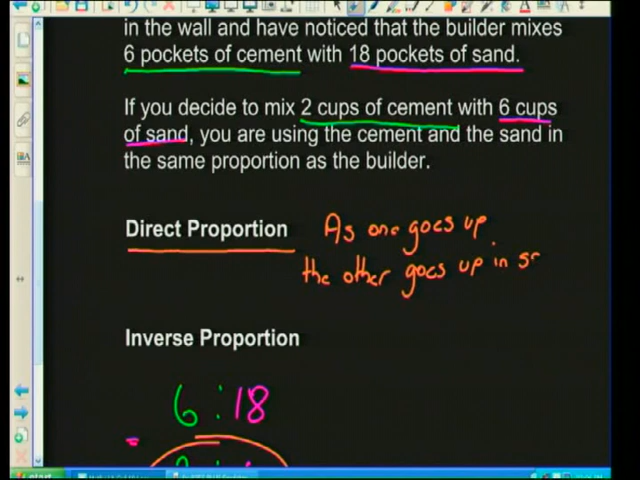 in the wall and have noticed that the builder mixes
6 pockets of cement with 18 pockets of sand.
If you decide to mix 2 cups of cement with 6 cups
of sand, you are using the cement and the sand in
the same proportion as the builder.
Direct Proportion As one goes up
the other goes up in
Inverse Proportion
6 : 18
=
start